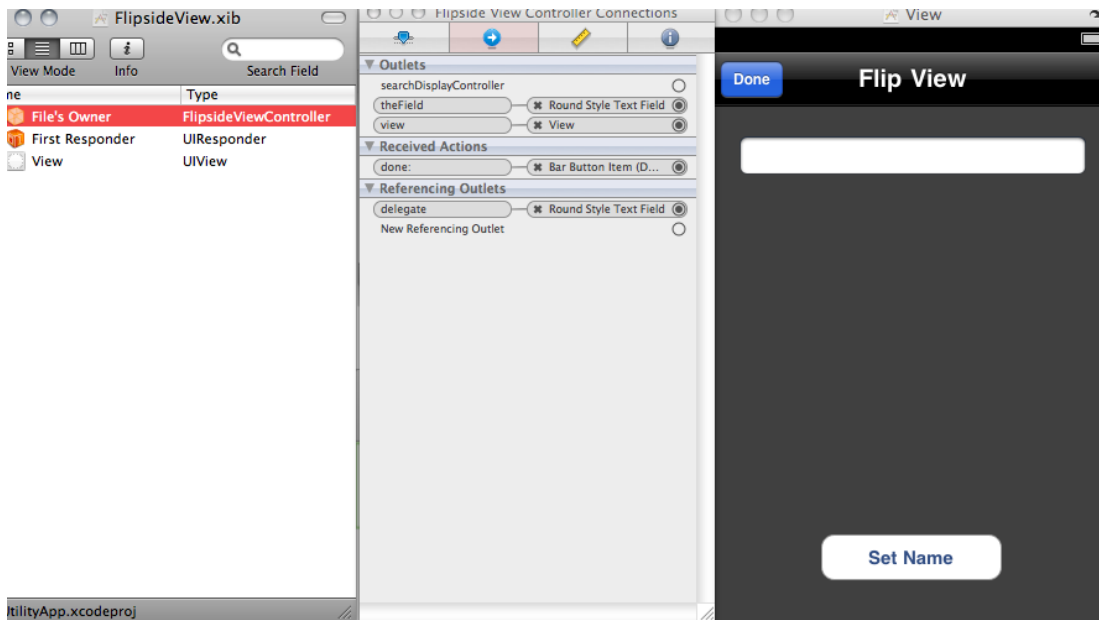 FlipsideView.xib
View Mode
Info
Search Field
Type
File's Owner
FlipsideViewController
First Responder
UIResponder
View
UIView
UtilityApp.xcodeproj
Flipside View Controller Connections
Outlets
searchDisplayController
theField
Round Style Text Field
view
View
Received Actions
done:
Bar Button Item (D...
Referencing Outlets
delegate
Round Style Text Field
New Referencing Outlet
View
Done
Flip View
Set Name